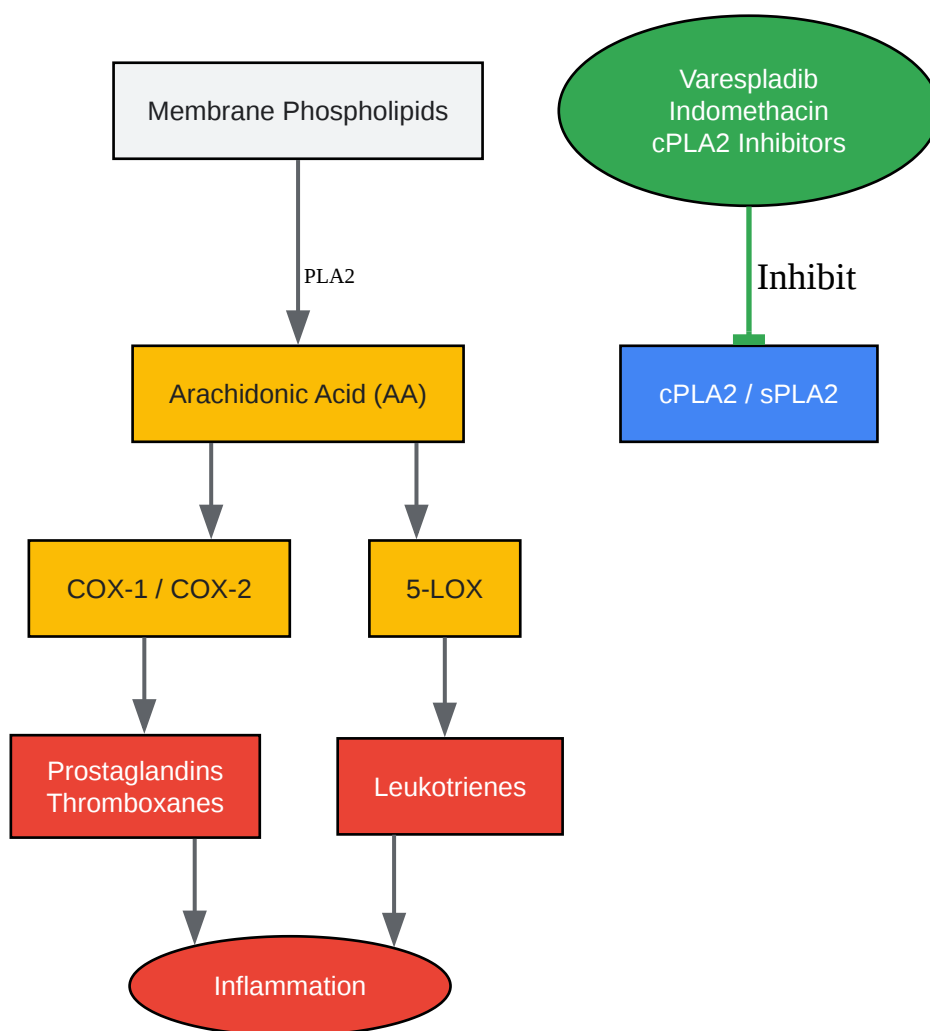 Membrane Phospholipids
Varespladib
Indomethacin
cPLA2 Inhibitors
PLA2
Inhibit
Arachidonic Acid (AA)
cPLA2 / sPLA2
COX-1 / COX-2
5-LOX
Prostaglandins
Thromboxanes
Leukotrienes
Inflammation